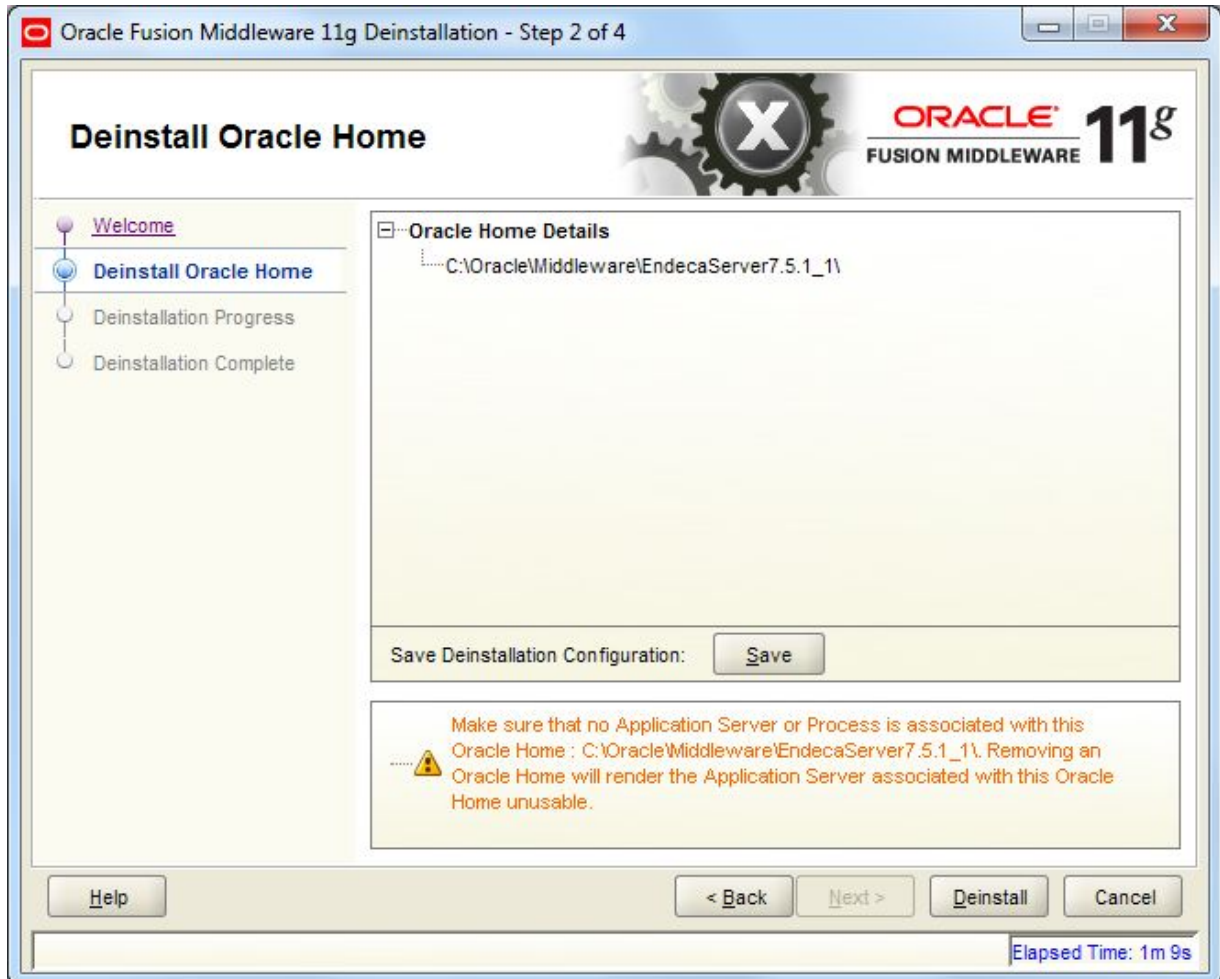 Oracle Fusion Middleware 11g Deinstallation - Step 2 of 4
Deinstall Oracle Home
X
ORACLE
FUSION MIDDLEWARE
11g
Welcome
Deinstall Oracle Home
Deinstallation Progress
Deinstallation Complete
Oracle Home Details
C:\Oracle\Middleware\EndecaServer7.5.1_1\
Save Deinstallation Configuration:
Save
Make sure that no Application Server or Process is associated with this
Oracle Home : C:\Oracle\Middleware\EndecaServer7.5.1_1\. Removing an
Oracle Home will render the Application Server associated with this Oracle
Home unusable.
Help
< Back
Next >
Deinstall
Cancel
Elapsed Time: 1m 9s